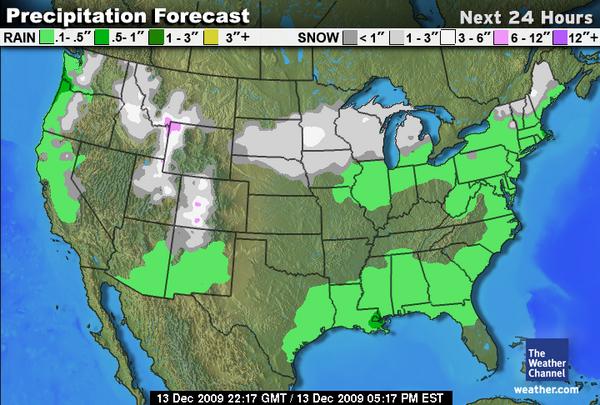 Precipitation Forecast Next 24 Hours
RAIN .1-.5" .5-1" 1-3" 3"+ SNOW < 1" 1-3" 3-6" 6-12" 12"+
The
Weather
Channel
weather.com
13 Dec 2009 22:17 GMT / 13 Dec 2009 05:17 PM EST